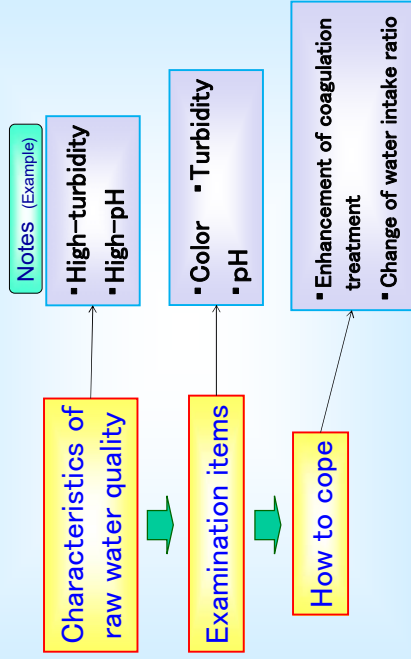 Notes (Example)
Characteristics of
raw water quality
▪High-turbidity
▪High-pH
Examination items
▪Color ▪Turbidity
▪pH
How to cope
▪Enhancement of coagulation
treatment
▪Change of water intake ratio